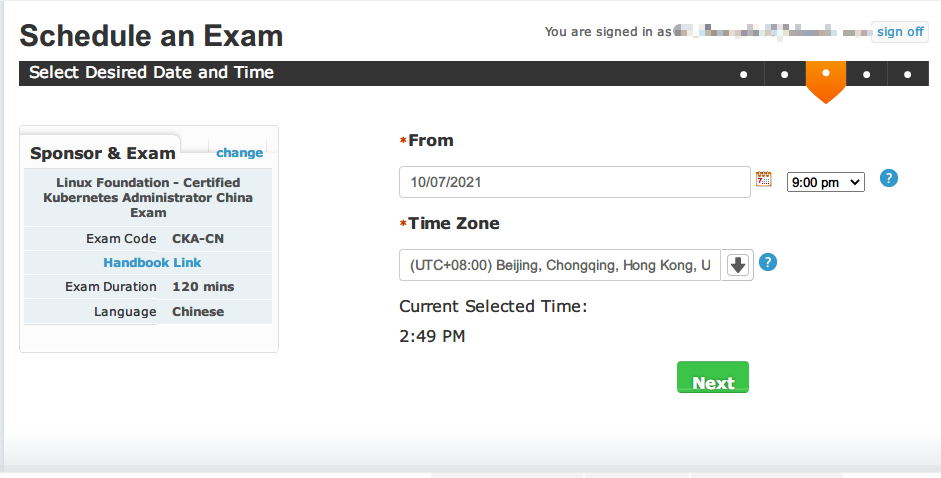 Schedule an Exam
You are signed in as
sign off
Select Desired Date and Time
Sponsor & Exam
change
Linux Foundation - Certified
Kubernetes Administrator China
Exam
Exam Code CKA-CN
Handbook Link
Exam Duration 120 mins
Language Chinese
*From
10/07/2021
9:00 pm
?
*Time Zone
(UTC+08:00) Beijing, Chongqing, Hong Kong, U
?
Current Selected Time:
2:49 PM
Next